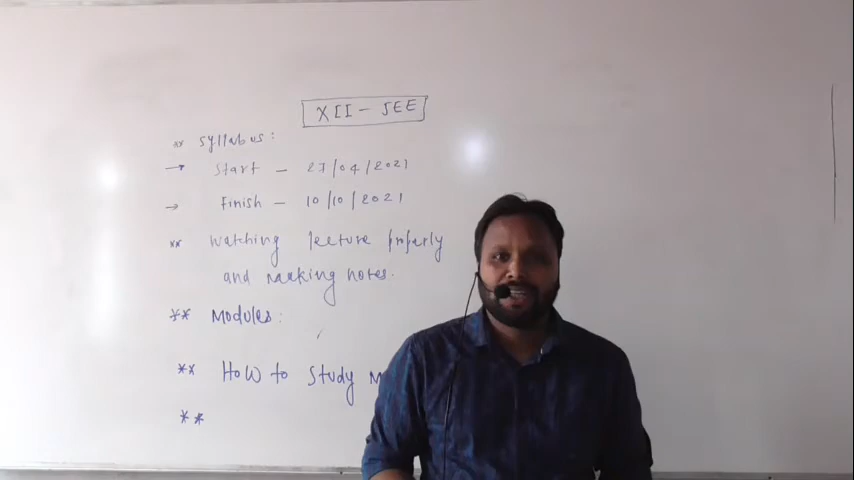 XII - JEE
** Syllabus:
→ Start - 27/04/2021
→ Finish - 10/10/2021
** Watching lecture properly
and making notes.
** Modules:
** How to Study
**